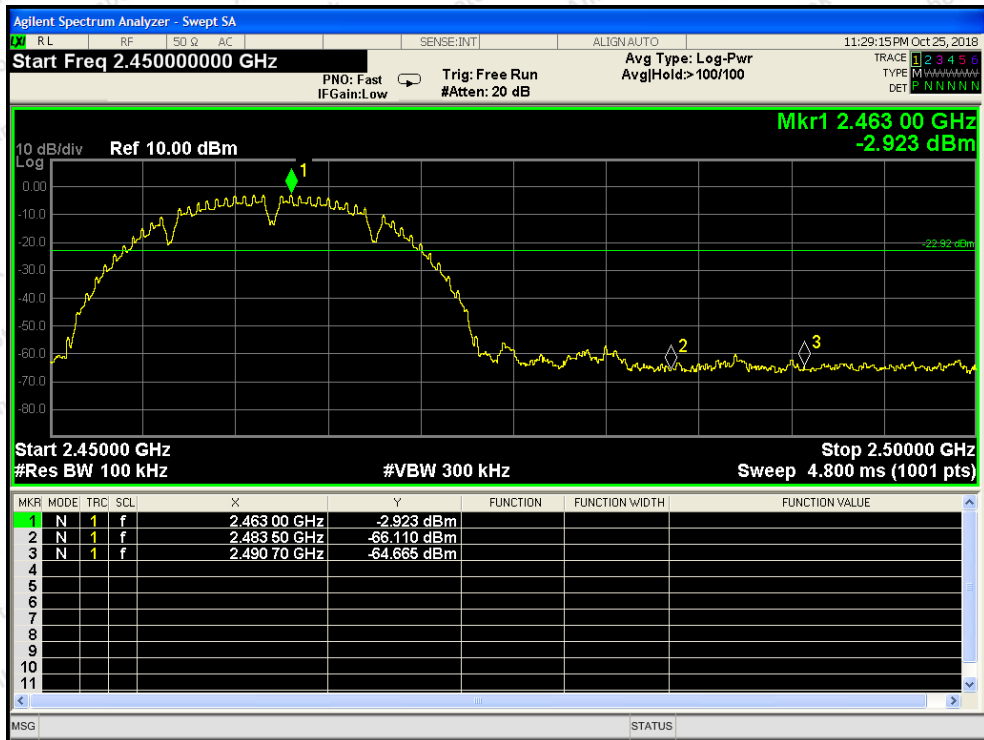 Agilent Spectrum Analyzer - Swept SA
LXI RL RF 50 Ω AC SENSE:INT ALIGN AUTO 11:29:15 PM Oct 25, 2018
Start Freq 2.450000000 GHz
PNO: Fast
IFGain:Low
Trig: Free Run
#Atten: 20 dB
Avg Type: Log-Pwr
Avg|Hold:> 100/100
TRACE 1 2 3 4 5 6
TYPE M WWWWW
DET P N N N N N
Mkr1 2.463 00 GHz
-2.923 dBm
10 dB/div Ref 10.00 dBm
Log
0.00
-10.0
-20.0
-30.0
-40.0
-50.0
-60.0
-70.0
-80.0
1
-22.92 dBm
2
3
Start 2.45000 GHz Stop 2.50000 GHz
#Res BW 100 kHz #VBW 300 kHz Sweep 4.800 ms (1001 pts)
MKR MODE TRC SCL X Y FUNCTION FUNCTION WIDTH FUNCTION VALUE
1 N 1 f 2.463 00 GHz -2.923 dBm
2 N 1 f 2.483 50 GHz -66.110 dBm
3 N 1 f 2.490 70 GHz -64.665 dBm
4
5
6
7
8
9
10
11
MSG STATUS